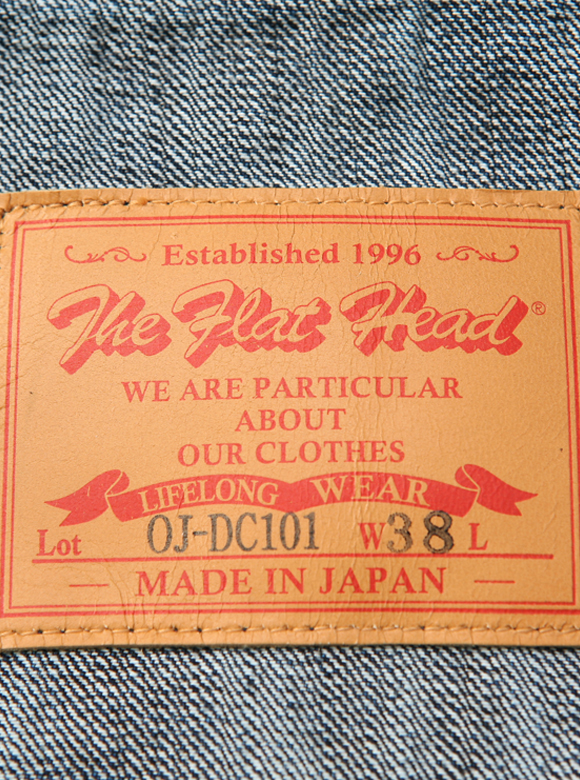 Established 1996
The Flat Head ®
WE ARE PARTICULAR
ABOUT
OUR CLOTHES
LIFELONG WEAR
Lot OJ-DC101 W38 L
— MADE IN JAPAN —